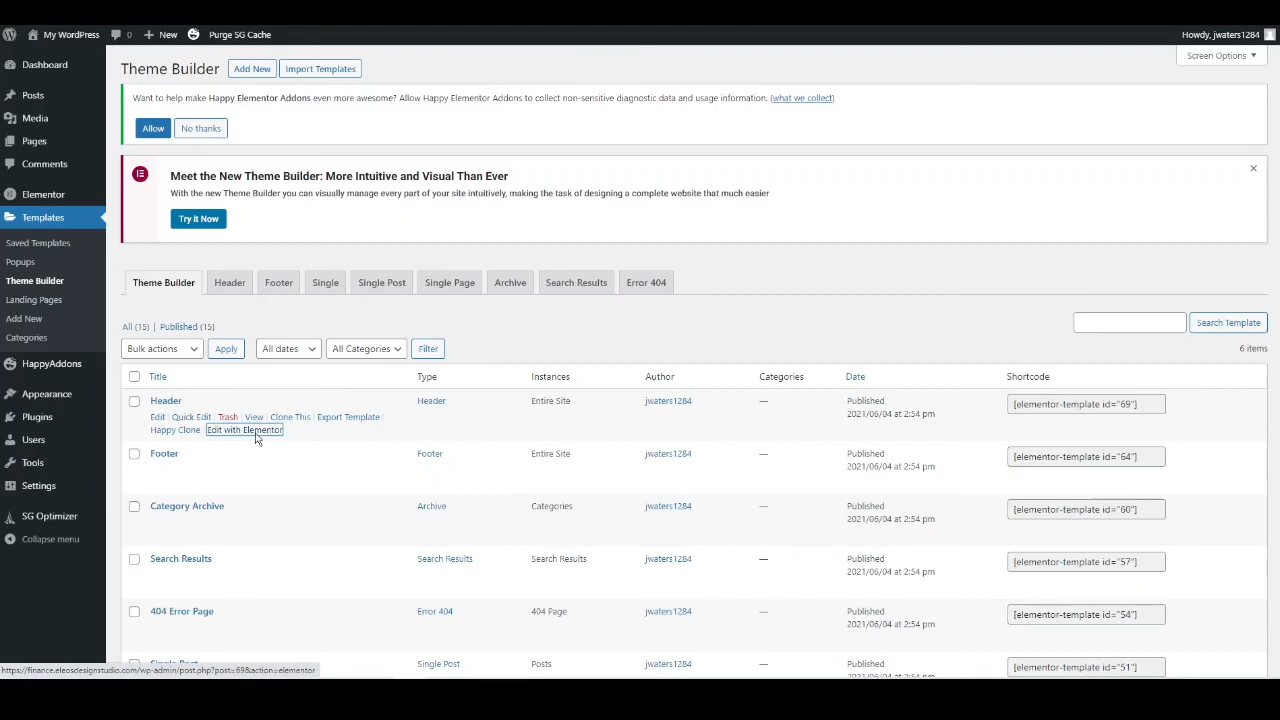 My WordPress 0 New Purge SG Cache Howdy, jwaters1284
Screen Options
Dashboard
Posts
Media
Pages
Comments
Elementor
Templates
Saved Templates
Popups
Theme Builder
Landing Pages
Add New
Categories
HappyAddons
Appearance
Plugins
Users
Tools
Settings
SG Optimizer
Collapse menu
Theme Builder Add New Import Templates
Want to help make Happy Elementor Addons even more awesome? Allow Happy Elementor Addons to collect non-sensitive diagnostic data and usage information. (what we collect)
Allow No thanks
Meet the New Theme Builder: More Intuitive and Visual Than Ever
With the new Theme Builder you can visually manage every part of your site intuitively, making the task of designing a complete website that much easier
Try it Now
Theme Builder Header Footer Single Single Post Single Page Archive Search Results Error 404
All (15) | Published (15)
Search Template
Bulk actions Apply All dates All Categories Filter 6 items
Title Type Instances Author Categories Date Shortcode
Header Header Entire Site jwaters1284 — Published [elementor-template id="69"]
2021/06/04 at 2:54 pm
Edit | Quick Edit | Trash | View | Clone This | Export Template |
Happy Clone | Edit with Elementor
Footer Footer Entire Site jwaters1284 — Published [elementor-template id="64"]
2021/06/04 at 2:54 pm
Category Archive Archive Categories jwaters1284 — Published [elementor-template id="60"]
2021/06/04 at 2:54 pm
Search Results Search Results Search Results jwaters1284 — Published [elementor-template id="57"]
2021/06/04 at 2:54 pm
404 Error Page Error 404 404 Page jwaters1284 — Published [elementor-template id="54"]
2021/06/04 at 2:54 pm
Single Post Single Post Posts jwaters1284 — Published [elementor-template id="51"]
https://finance.eleosdesignstudio.com/wp-admin/post.php?post=69&action=elementor